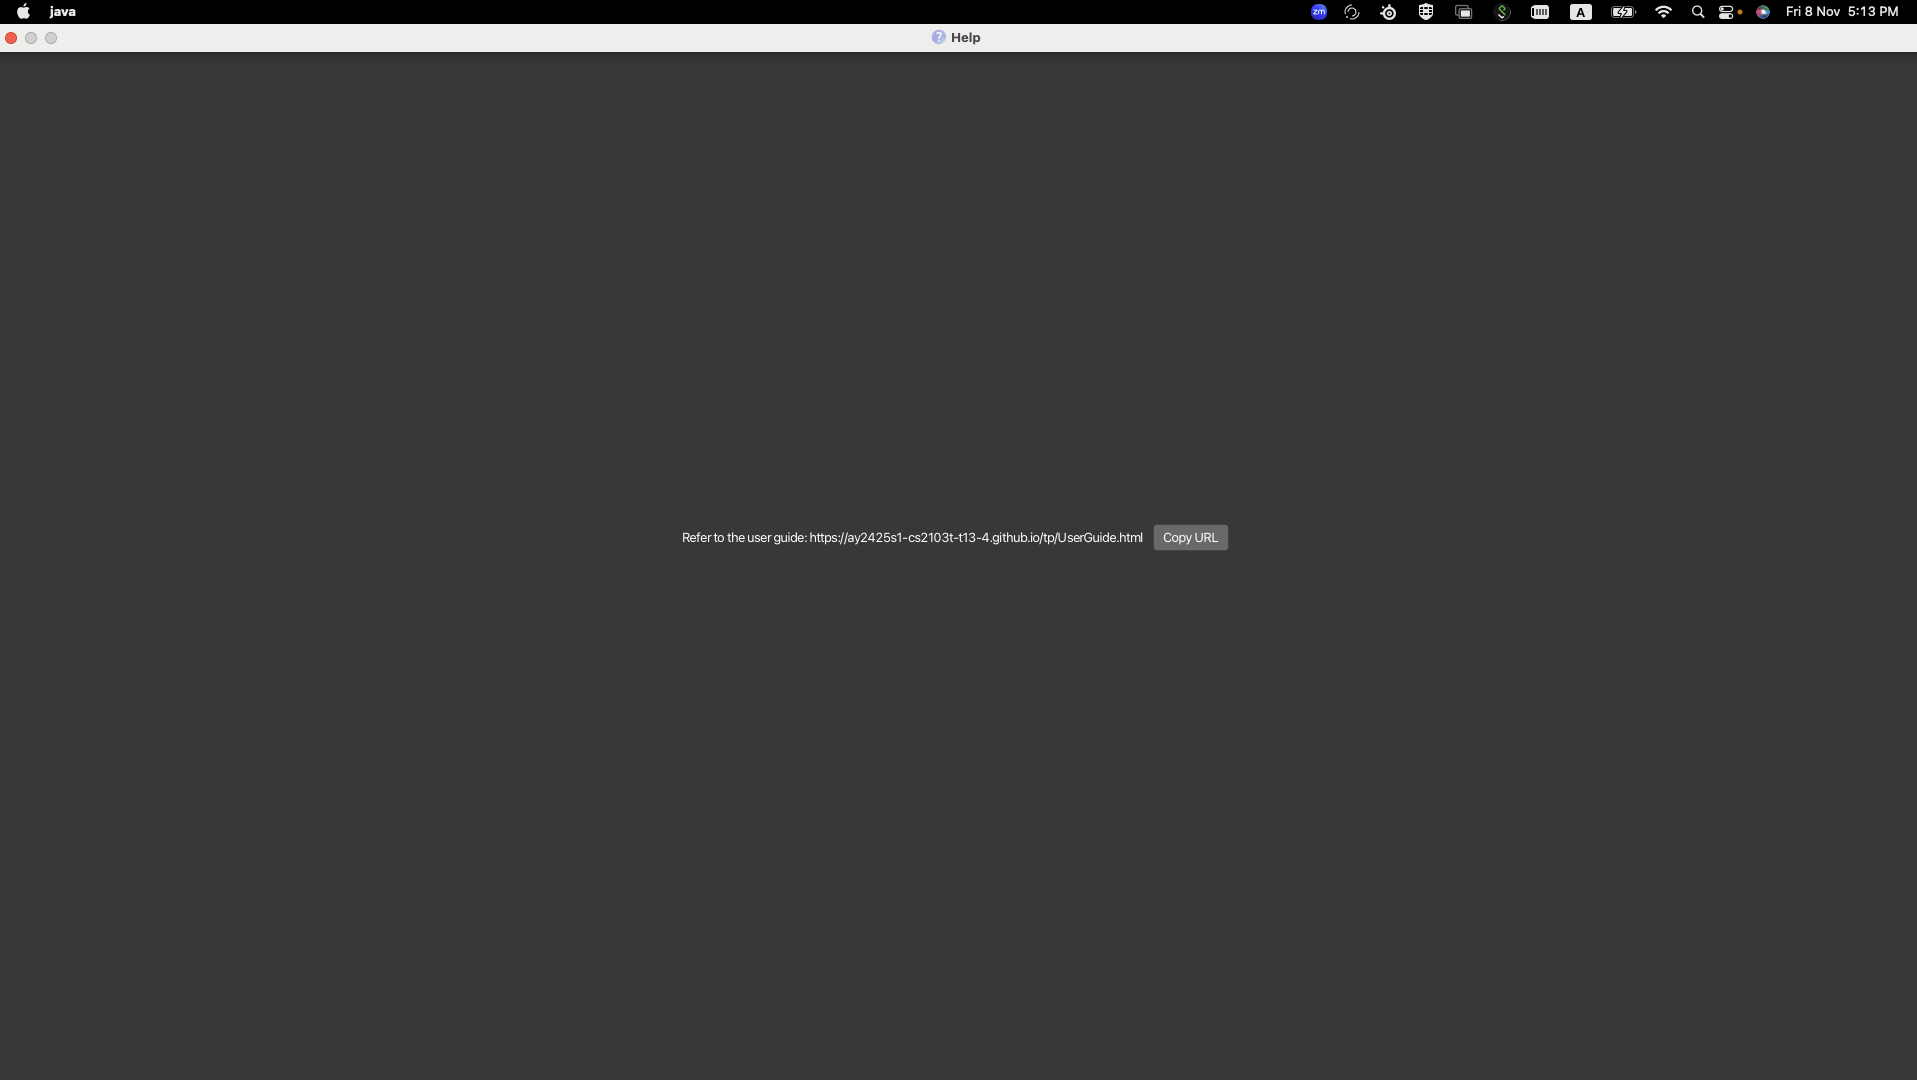 java
zm
A
Fri 8 Nov 5:13 PM
? Help
Refer to the user guide: https://ay2425s1-cs2103t-t13-4.github.io/tp/UserGuide.html
Copy URL